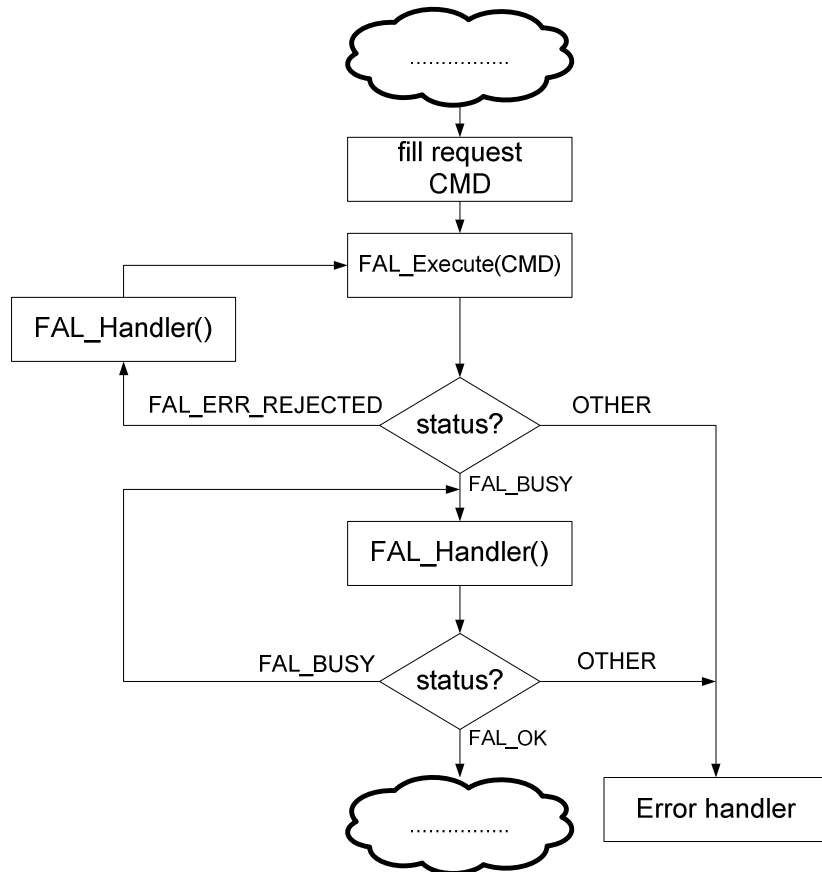 ................
fill request
CMD
FAL_Execute(CMD)
FAL_Handler()
FAL_ERR_REJECTED
status?
OTHER
FAL_BUSY
FAL_Handler()
FAL_BUSY
status?
OTHER
FAL_OK
................
Error handler